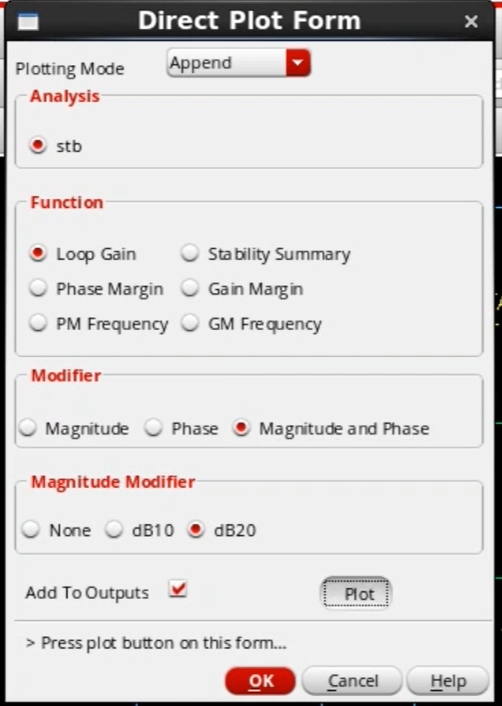 Direct Plot Form
Plotting Mode Append
Analysis
stb
Function
Loop Gain Stability Summary
Phase Margin Gain Margin
PM Frequency GM Frequency
Modifier
Magnitude Phase Magnitude and Phase
Magnitude Modifier
None dB10 dB20
Add To Outputs Plot
> Press plot button on this form...
OK Cancel Help